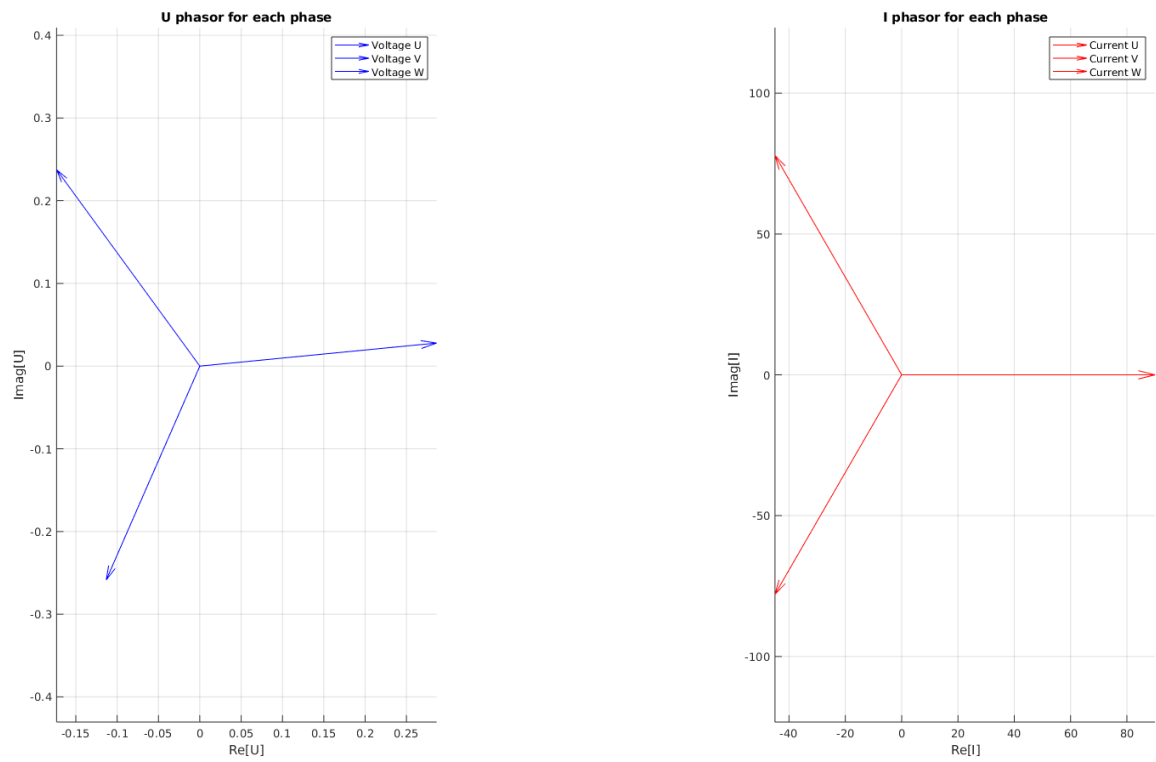 U phasor for each phase
Voltage U
Voltage V
Voltage W
0.4
0.3
0.2
0.1
0
-0.1
-0.2
-0.3
-0.4
Imag[U]
-0.15
-0.1
-0.05
0
0.05
0.1
0.15
0.2
0.25
Re[U]
I phasor for each phase
Current U
Current V
Current W
100
50
0
-50
-100
Imag[I]
-40
-20
0
20
40
60
80
Re[I]